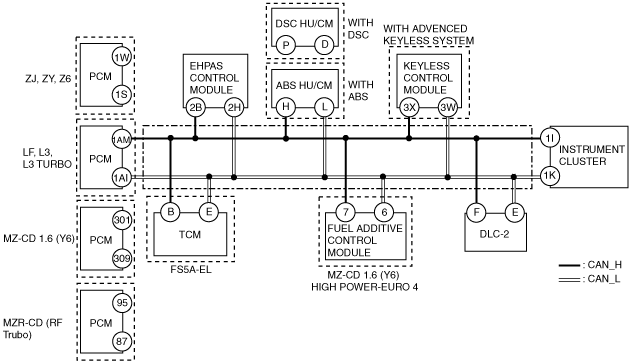 DSC HU/CM
P
D
WITH
DSC
WITH ADVENCED
KEYLESS SYSTEM
ZJ, ZY, Z6
PCM
1W
1S
EHPAS
CONTROL
MODULE
2B
2H
ABS HU/CM
H
L
WITH
ABS
KEYLESS
CONTROL
MODULE
3X
3W
LF, L3,
L3 TURBO
PCM
1AM
1AI
1I
1K
INSTRUMENT
CLUSTER
B
E
TCM
FS5A-EL
7
6
FUEL ADDITIVE
CONTROL
MODULE
MZ-CD 1.6 (Y6)
HIGH POWER-EURO 4
F
E
DLC-2
MZ-CD 1.6 (Y6)
PCM
301
309
: CAN_H
: CAN_L
MZR-CD (RF
Trubo)
PCM
95
87